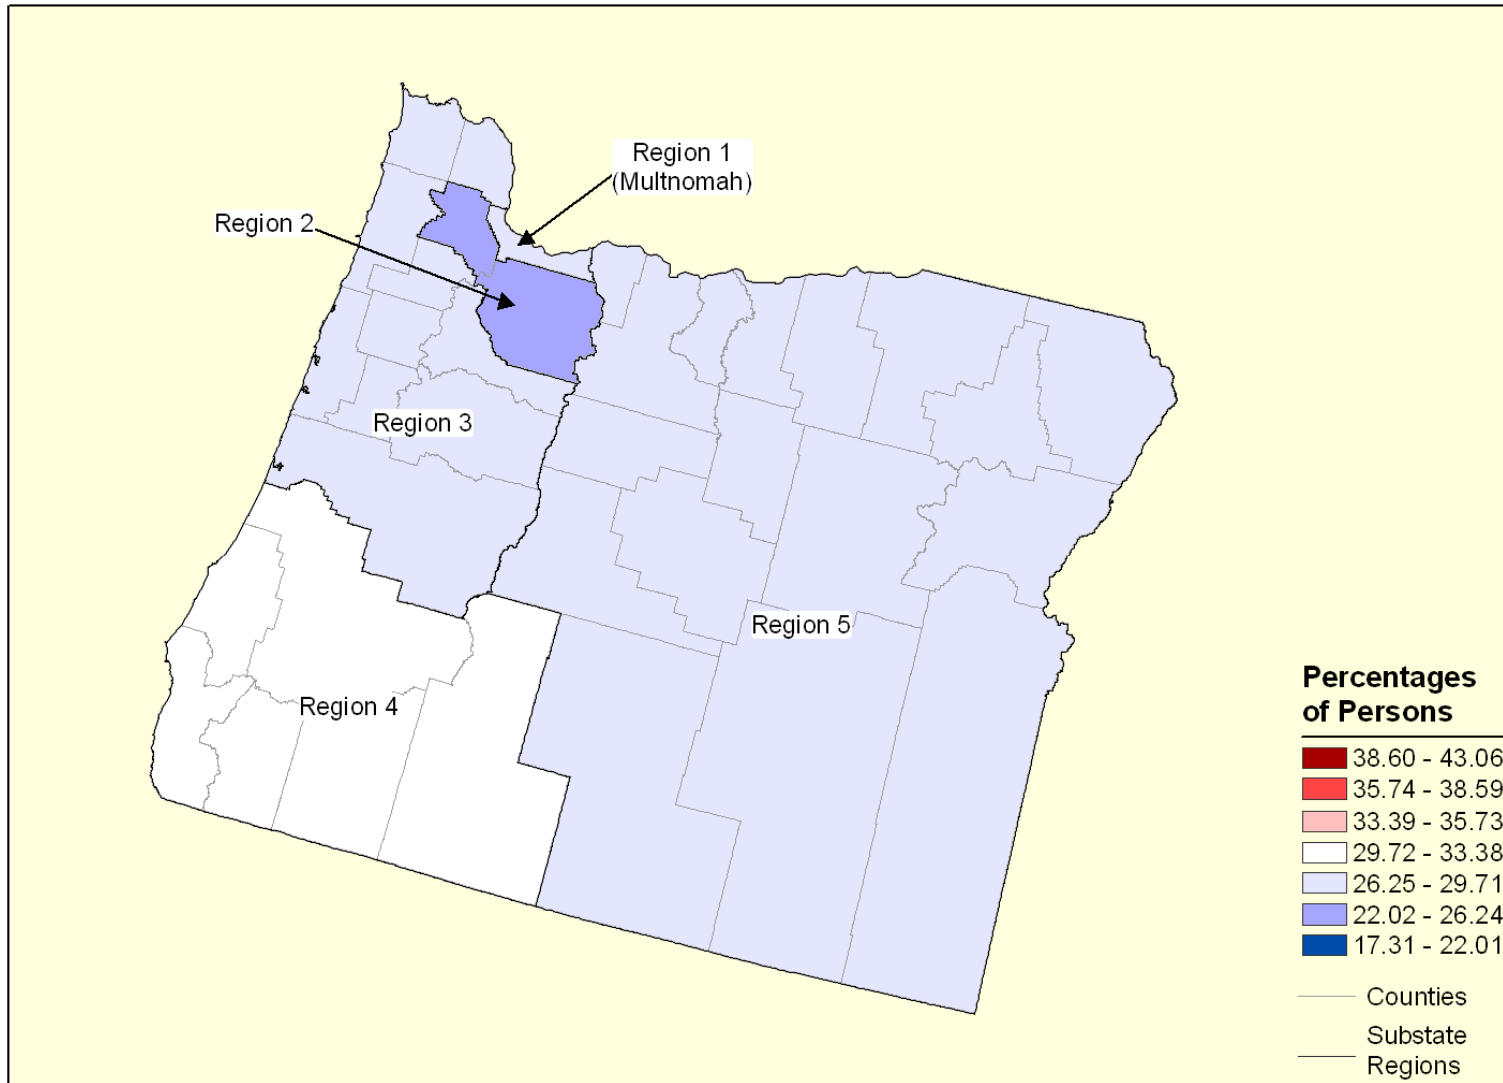 Region 1
(Multnomah)
Region 2
Region 3
Region 5
Region 4
Percentages
of Persons
38.60 - 43.06
35.74 - 38.59
33.39 - 35.73
29.72 - 33.38
26.25 - 29.71
22.02 - 26.24
17.31 - 22.01
Counties
Substate
Regions